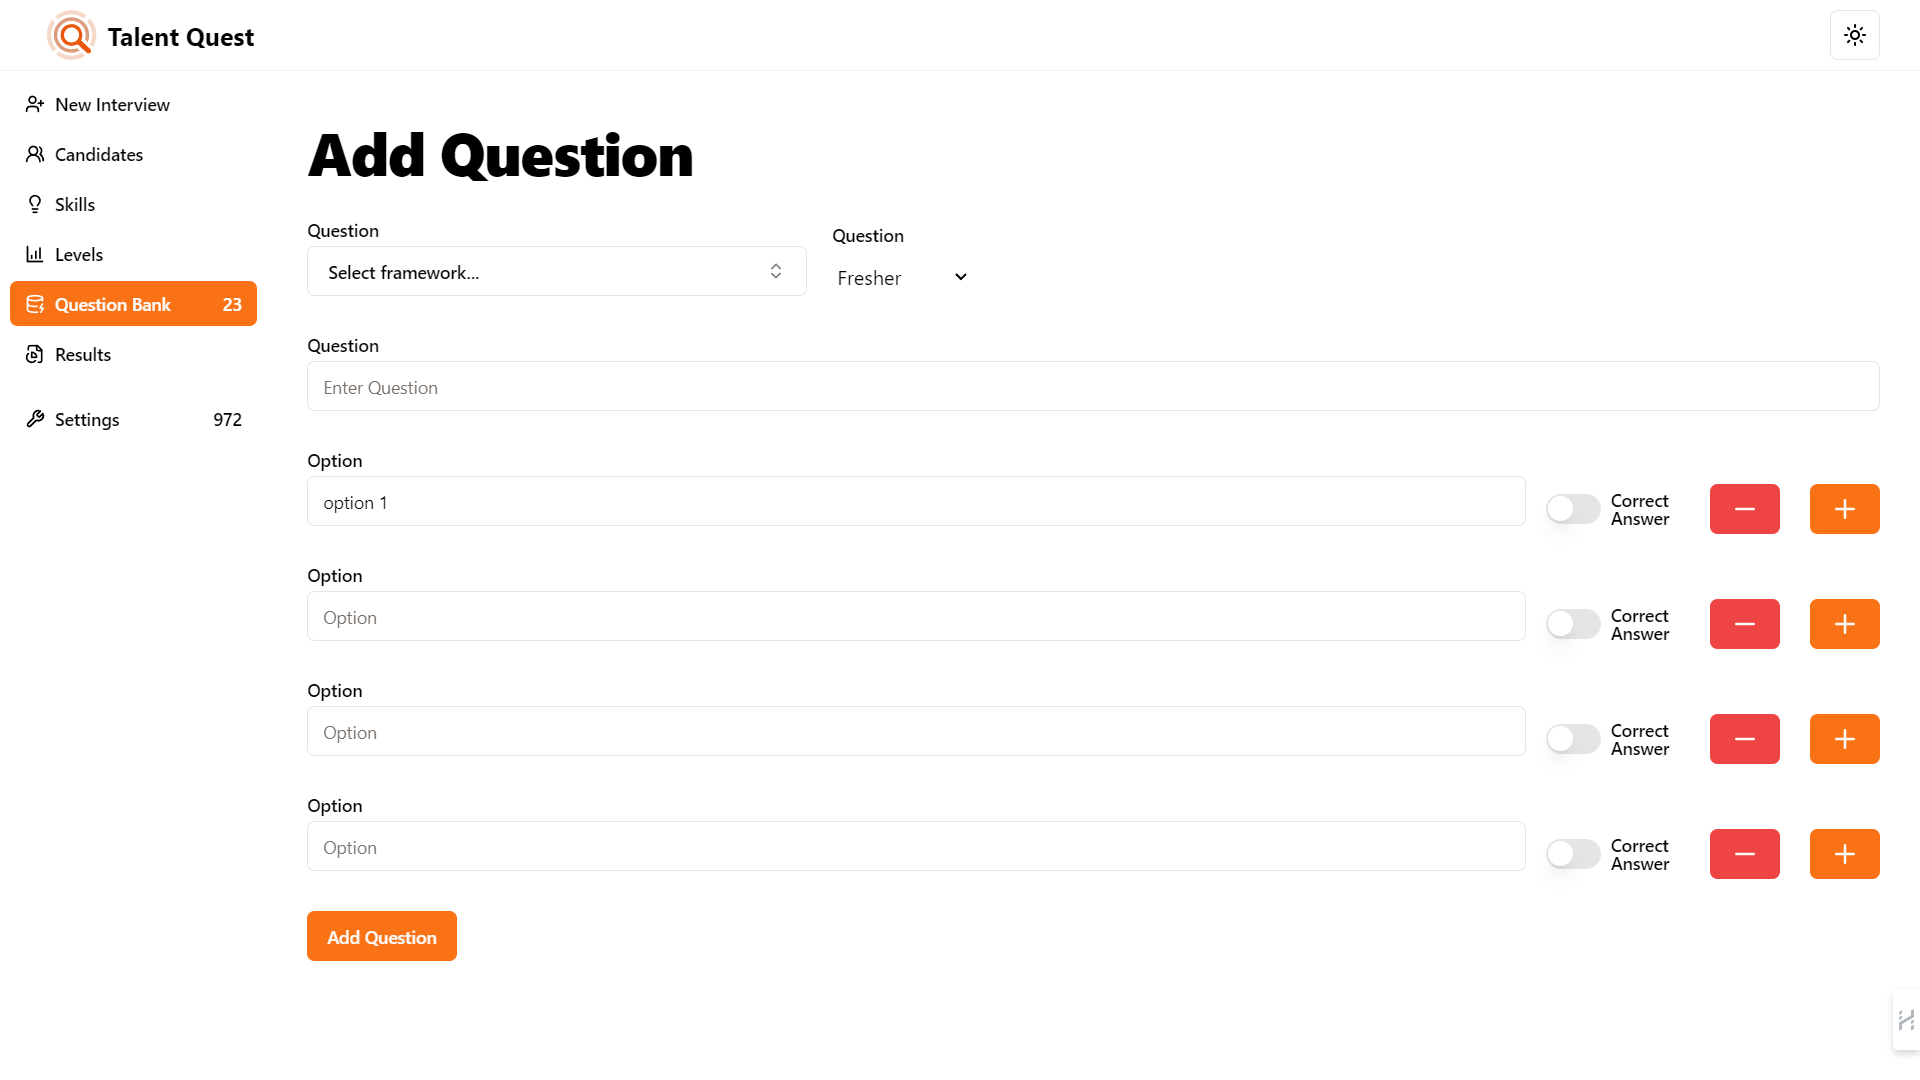 Talent Quest
New Interview
Candidates
Skills
Levels
Question Bank 23
Results
Settings 972
Add Question
Question
Select framework...
Question
Fresher
Question
Enter Question
Option
option 1
Correct
Answer
Option
Option
Correct
Answer
Option
Option
Correct
Answer
Option
Option
Correct
Answer
Add Question